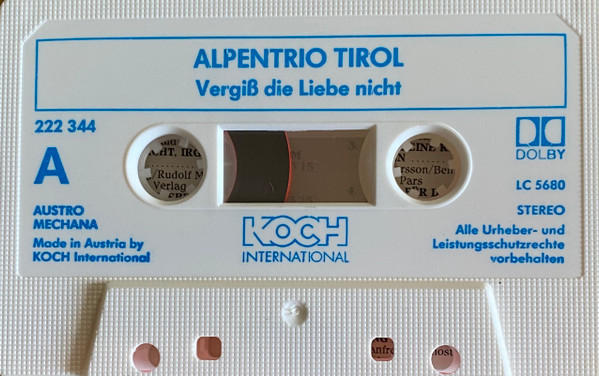 ALPENTRIO TIROL
Vergiß die Liebe nicht
222 344
A
AUSTRO
MECHANA
Made in Austria by
KOCH International
KOCH
INTERNATIONAL
DOLBY
LC 5680
STEREO
Alle Urheber- und
Leistungsschutzrechte
vorbehalten
Verlag